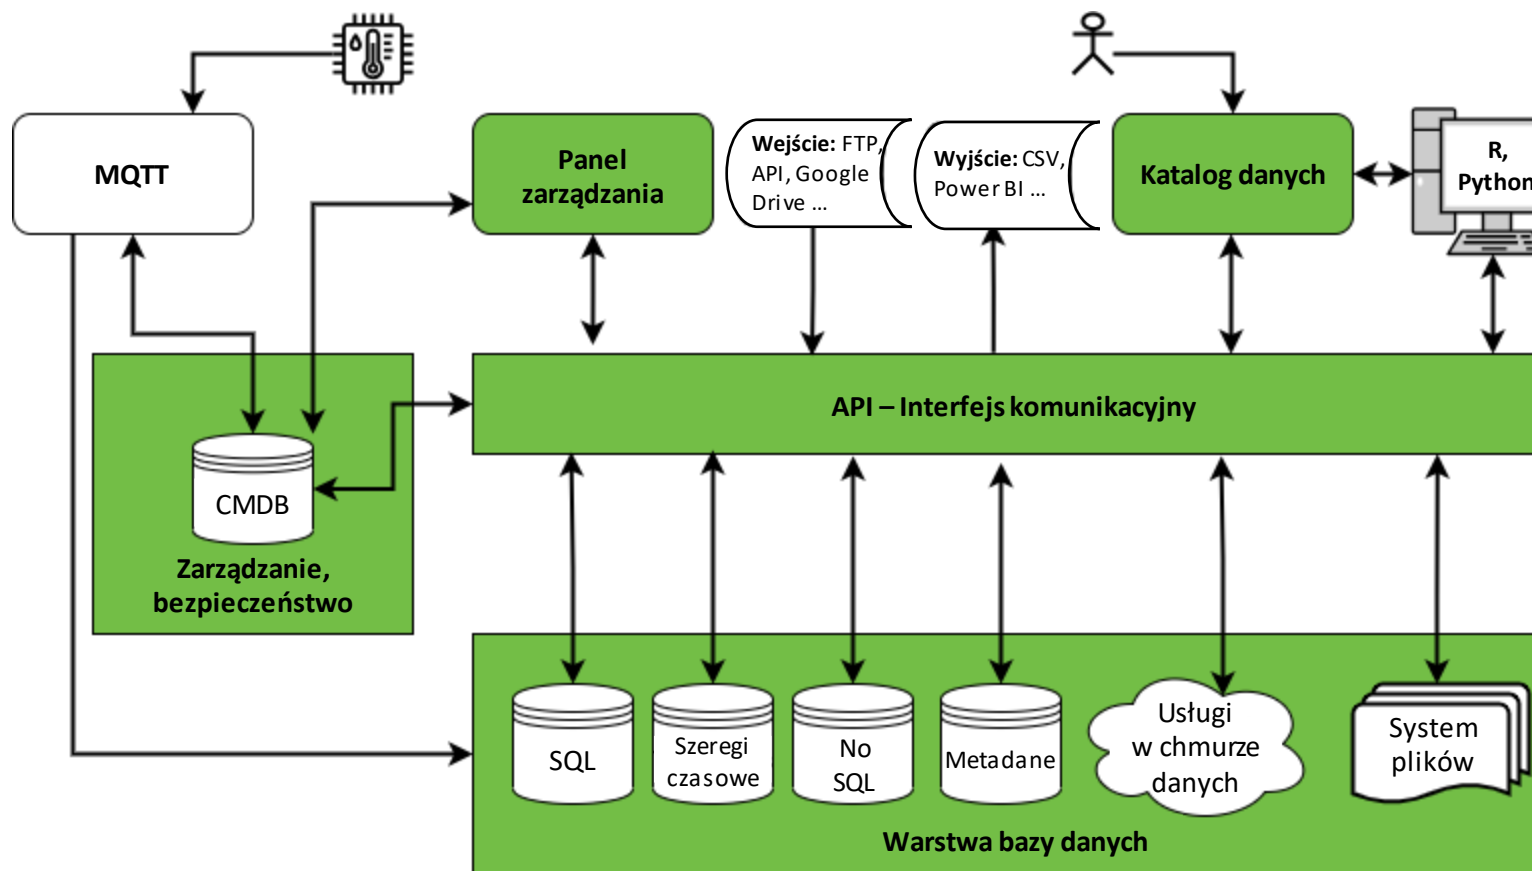 MQTT
Panel
zarządzania
Wejście: FTP,
API, Google
Drive ...
Wyjście: CSV,
Power BI ...
Katalog danych
R,
Python
API – Interfejs komunikacyjny
CMDB
Zarządzanie,
bezpieczeństwo
SQL
Szeregi
czasowe
No
SQL
Metadane
Usługi
w chmurze
danych
System
plików
Warstwa bazy danych